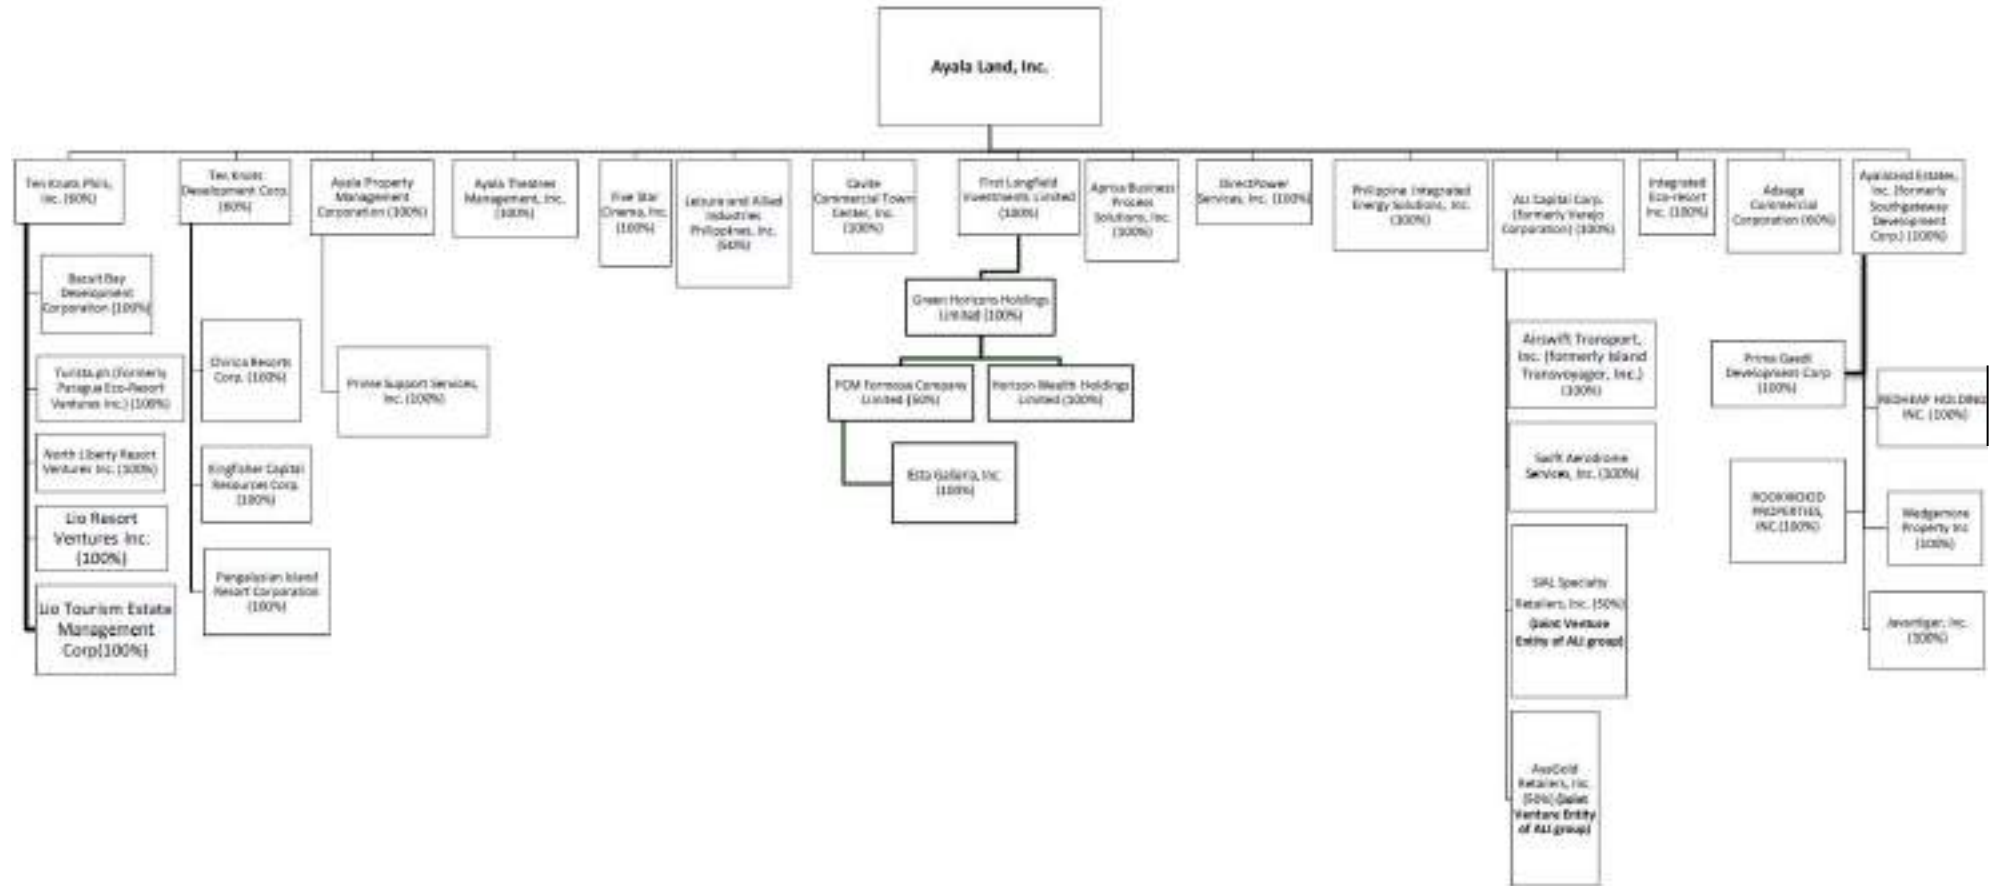 Ayala Land, Inc.
Ten Knots Phils,
Inc. (60%)
Ten Knots
Development Corp.
(60%)
Ayala Property
Management
Corporation (100%)
Ayala Theatres
Management, Inc.
(100%)
Five Star
Cinema, Inc.
(100%)
Leisure and Allied
Industries
Philippines, Inc.
(50%)
Cavite
Commercial Town
Center, Inc.
(100%)
First Longfield
Investments Limited
(100%)
Aprisa Business
Process
Solutions, Inc.
(100%)
DirectPower
Services, Inc. (100%)
Philippine Integrated
Energy Solutions, Inc.
(100%)
ALI Capital Corp.
(formerly Varejo
Corporation) (100%)
Integrated
Eco-resort
Inc. (100%)
Adauge
Commercial
Corporation (60%)
Ayalaland Estates,
Inc. (formerly
Southgateway
Development
Corp.) (100%)
Bacuit Bay
Development
Corporation (100%)
Turista.ph (Formerly
Paragua Eco-Resort
Ventures Inc.) (100%)
North Liberty Resort
Ventures Inc. (100%)
Lio Resort
Ventures Inc.
(100%)
Lio Tourism Estate
Management
Corp(100%)
Chirica Resorts
Corp. (100%)
Kingfisher Capital
Resources Corp.
(100%)
Pangulasian Island
Resort Corporation
(100%)
Prime Support Services,
Inc. (100%)
Green Horizons Holdings
Limited (100%)
PCM Formosa Company
Limited (50%)
Horizon Wealth Holdings
Limited (100%)
Esta Galleria, Inc.
(100%)
Airswift Transport,
Inc. (formerly Island
Transvoyager, Inc.)
(100%)
Swift Aerodrome
Services, Inc. (100%)
SIAL Specialty
Retailers, Inc. (50%)
(Joint Venture
Entity of ALI group)
AyaGold
Retailers, Inc.
(50%) (Joint
Venture Entity
of ALI group)
Prima Gaedi
Development Corp
(100%)
REDHEAP HOLDING
INC. (100%)
ROOKWOOD
PROPERTIES,
INC.(100%)
Wedgemore
Property Inc
(100%)
Javantiger, Inc.
(100%)